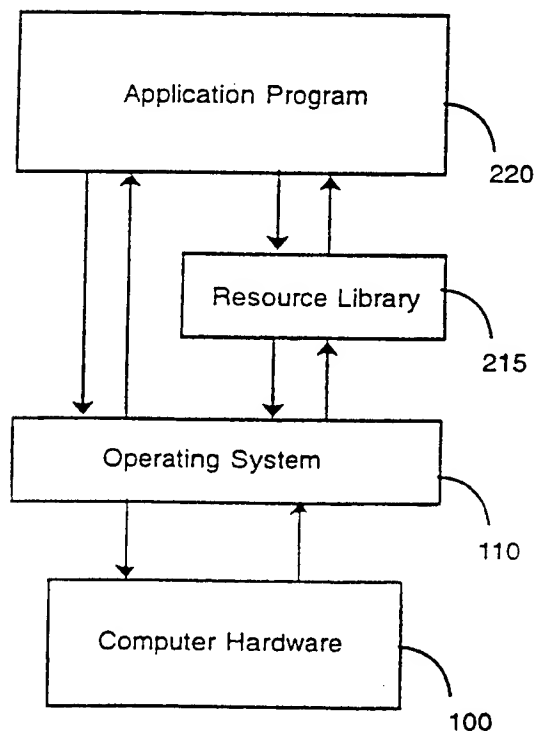 Application Program
220
Resource Library
215
Operating System
110
Computer Hardware
100